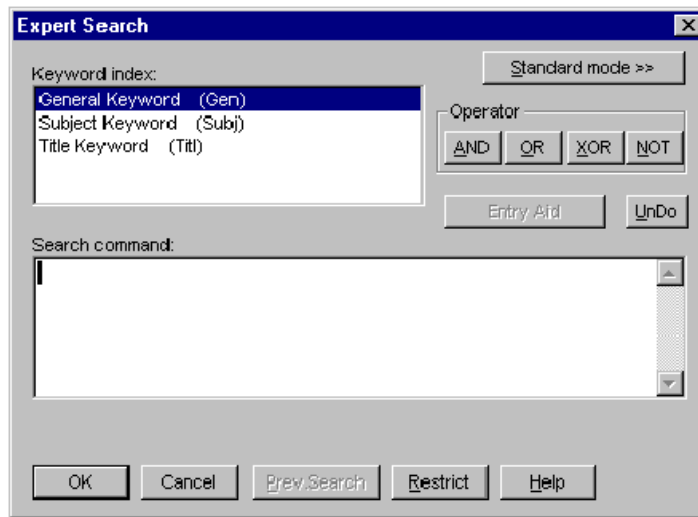 Expert Search
Standard mode >>
Keyword index:
General Keyword (Gen)
Subject Keyword (Subj)
Title Keyword (Titl)
Operator
AND OR XOR NOT
Entry Aid UnDo
Search command:
OK Cancel Prev.Search Restrict Help